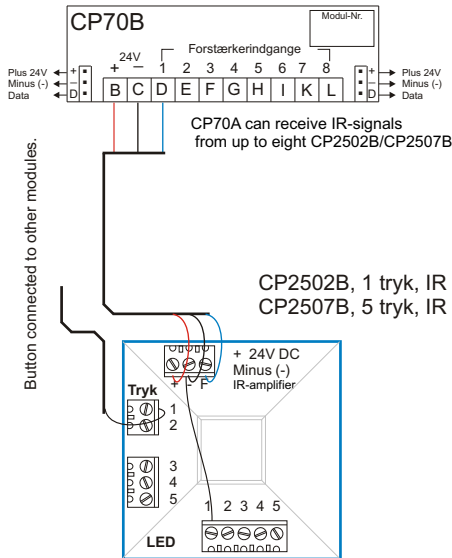 CP70B
Modul-Nr.
24V
Forstærkerindgange
+ – 1 2 3 4 5 6 7 8
Plus 24V +
Minus (-) –
Data D
B C D E F G H I K L
+ Plus 24V
– Minus (-)
D Data
CP70A can receive IR-signals
from up to eight CP2502B/CP2507B
Button connected to other modules.
CP2502B, 1 tryk, IR
CP2507B, 5 tryk, IR
+ 24V DC
Minus (-)
IR-amplifier
+ - F
Tryk
1
2
3
4
5
1 2 3 4 5
LED